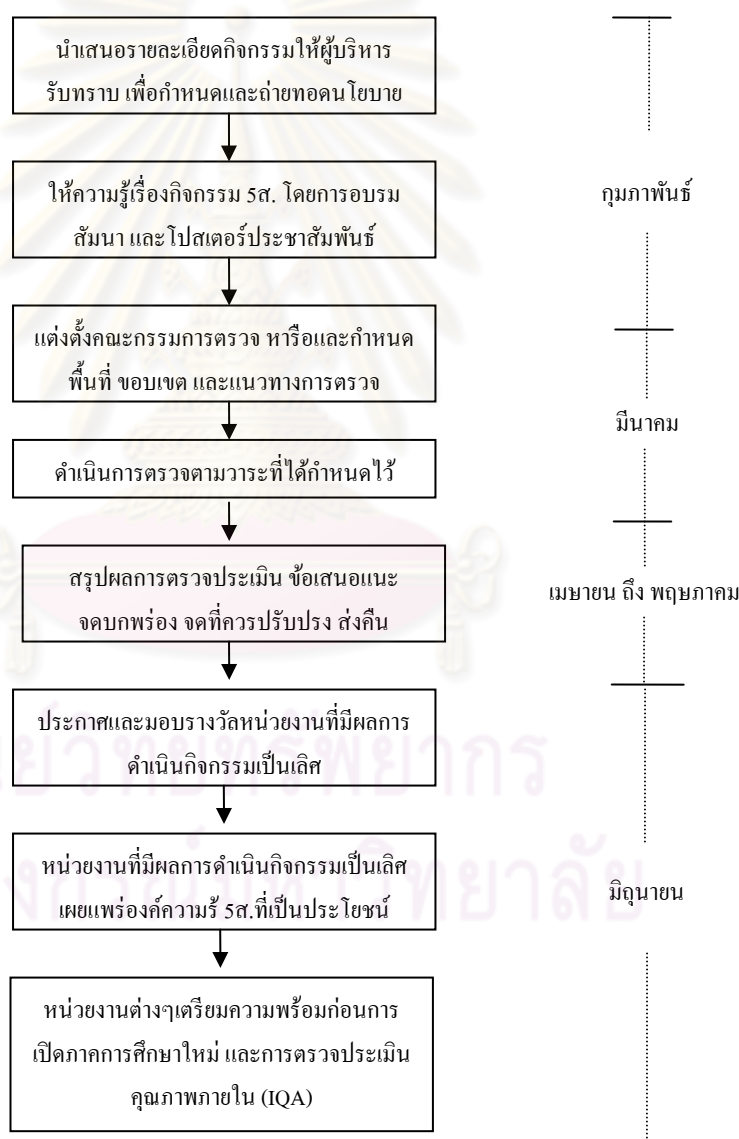 นำเสนอรายละเอียดกิจกรรมให้ผู้บริหาร
รับทราบ เพื่อกำหนดและถ่ายทอดนโยบาย
ให้ความรู้เรื่องกิจกรรม 5ส. โดยการอบรม
สัมนา และโปสเตอร์ประชาสัมพันธ์
กุมภาพันธ์
แต่งตั้งคณะกรรมการตรวจ หารือและกำหนด
พื้นที่ ขอบเขต และแนวทางการตรวจ
มีนาคม
ดำเนินการตรวจตามวาระที่ได้กำหนดไว้
สรุปผลการตรวจประเมิน ข้อเสนอแนะ
จดบกพร่อง จดที่ควรปรับปรง ส่งคืน
เมษายน ถึง พฤษภาคม
ประกาศและมอบรางวัลหน่วยงานที่มีผลการ
ดำเนินกิจกรรมเป็นเลิศ
หน่วยงานที่มีผลการดำเนินกิจกรรมเป็นเลิศ
เผยแพร่องค์ความรู้ 5ส.ที่เป็นประโยชน์
มิถุนายน
หน่วยงานต่างๆเตรียมความพร้อมก่อนการ
เปิดภาคการศึกษาใหม่ และการตรวจประเมิน
คุณภาพภายใน (IQA)